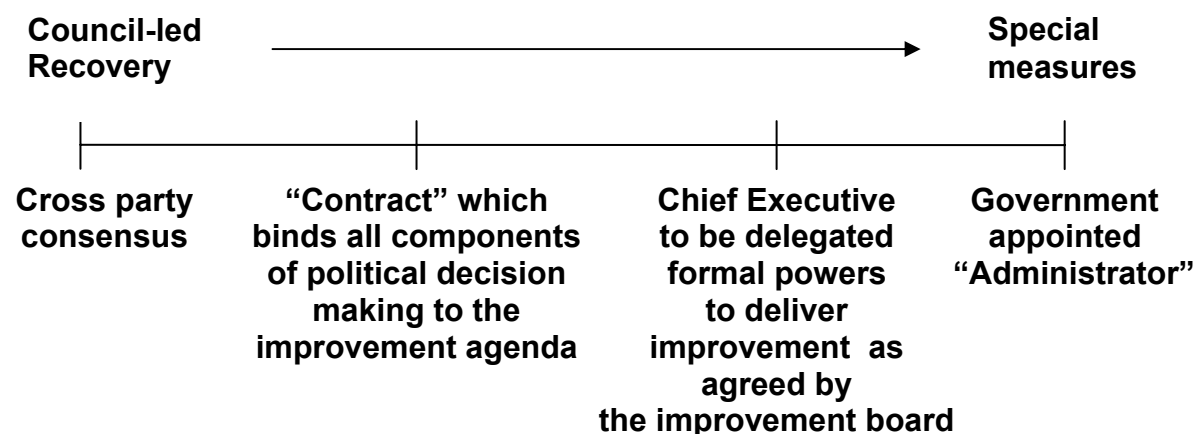 Council-led
Recovery
Special
measures
Cross party
consensus
“Contract” which
binds all components
of political decision
making to the
improvement agenda
Chief Executive
to be delegated
formal powers
to deliver
improvement as
agreed by
the improvement board
Government
appointed
“Administrator”